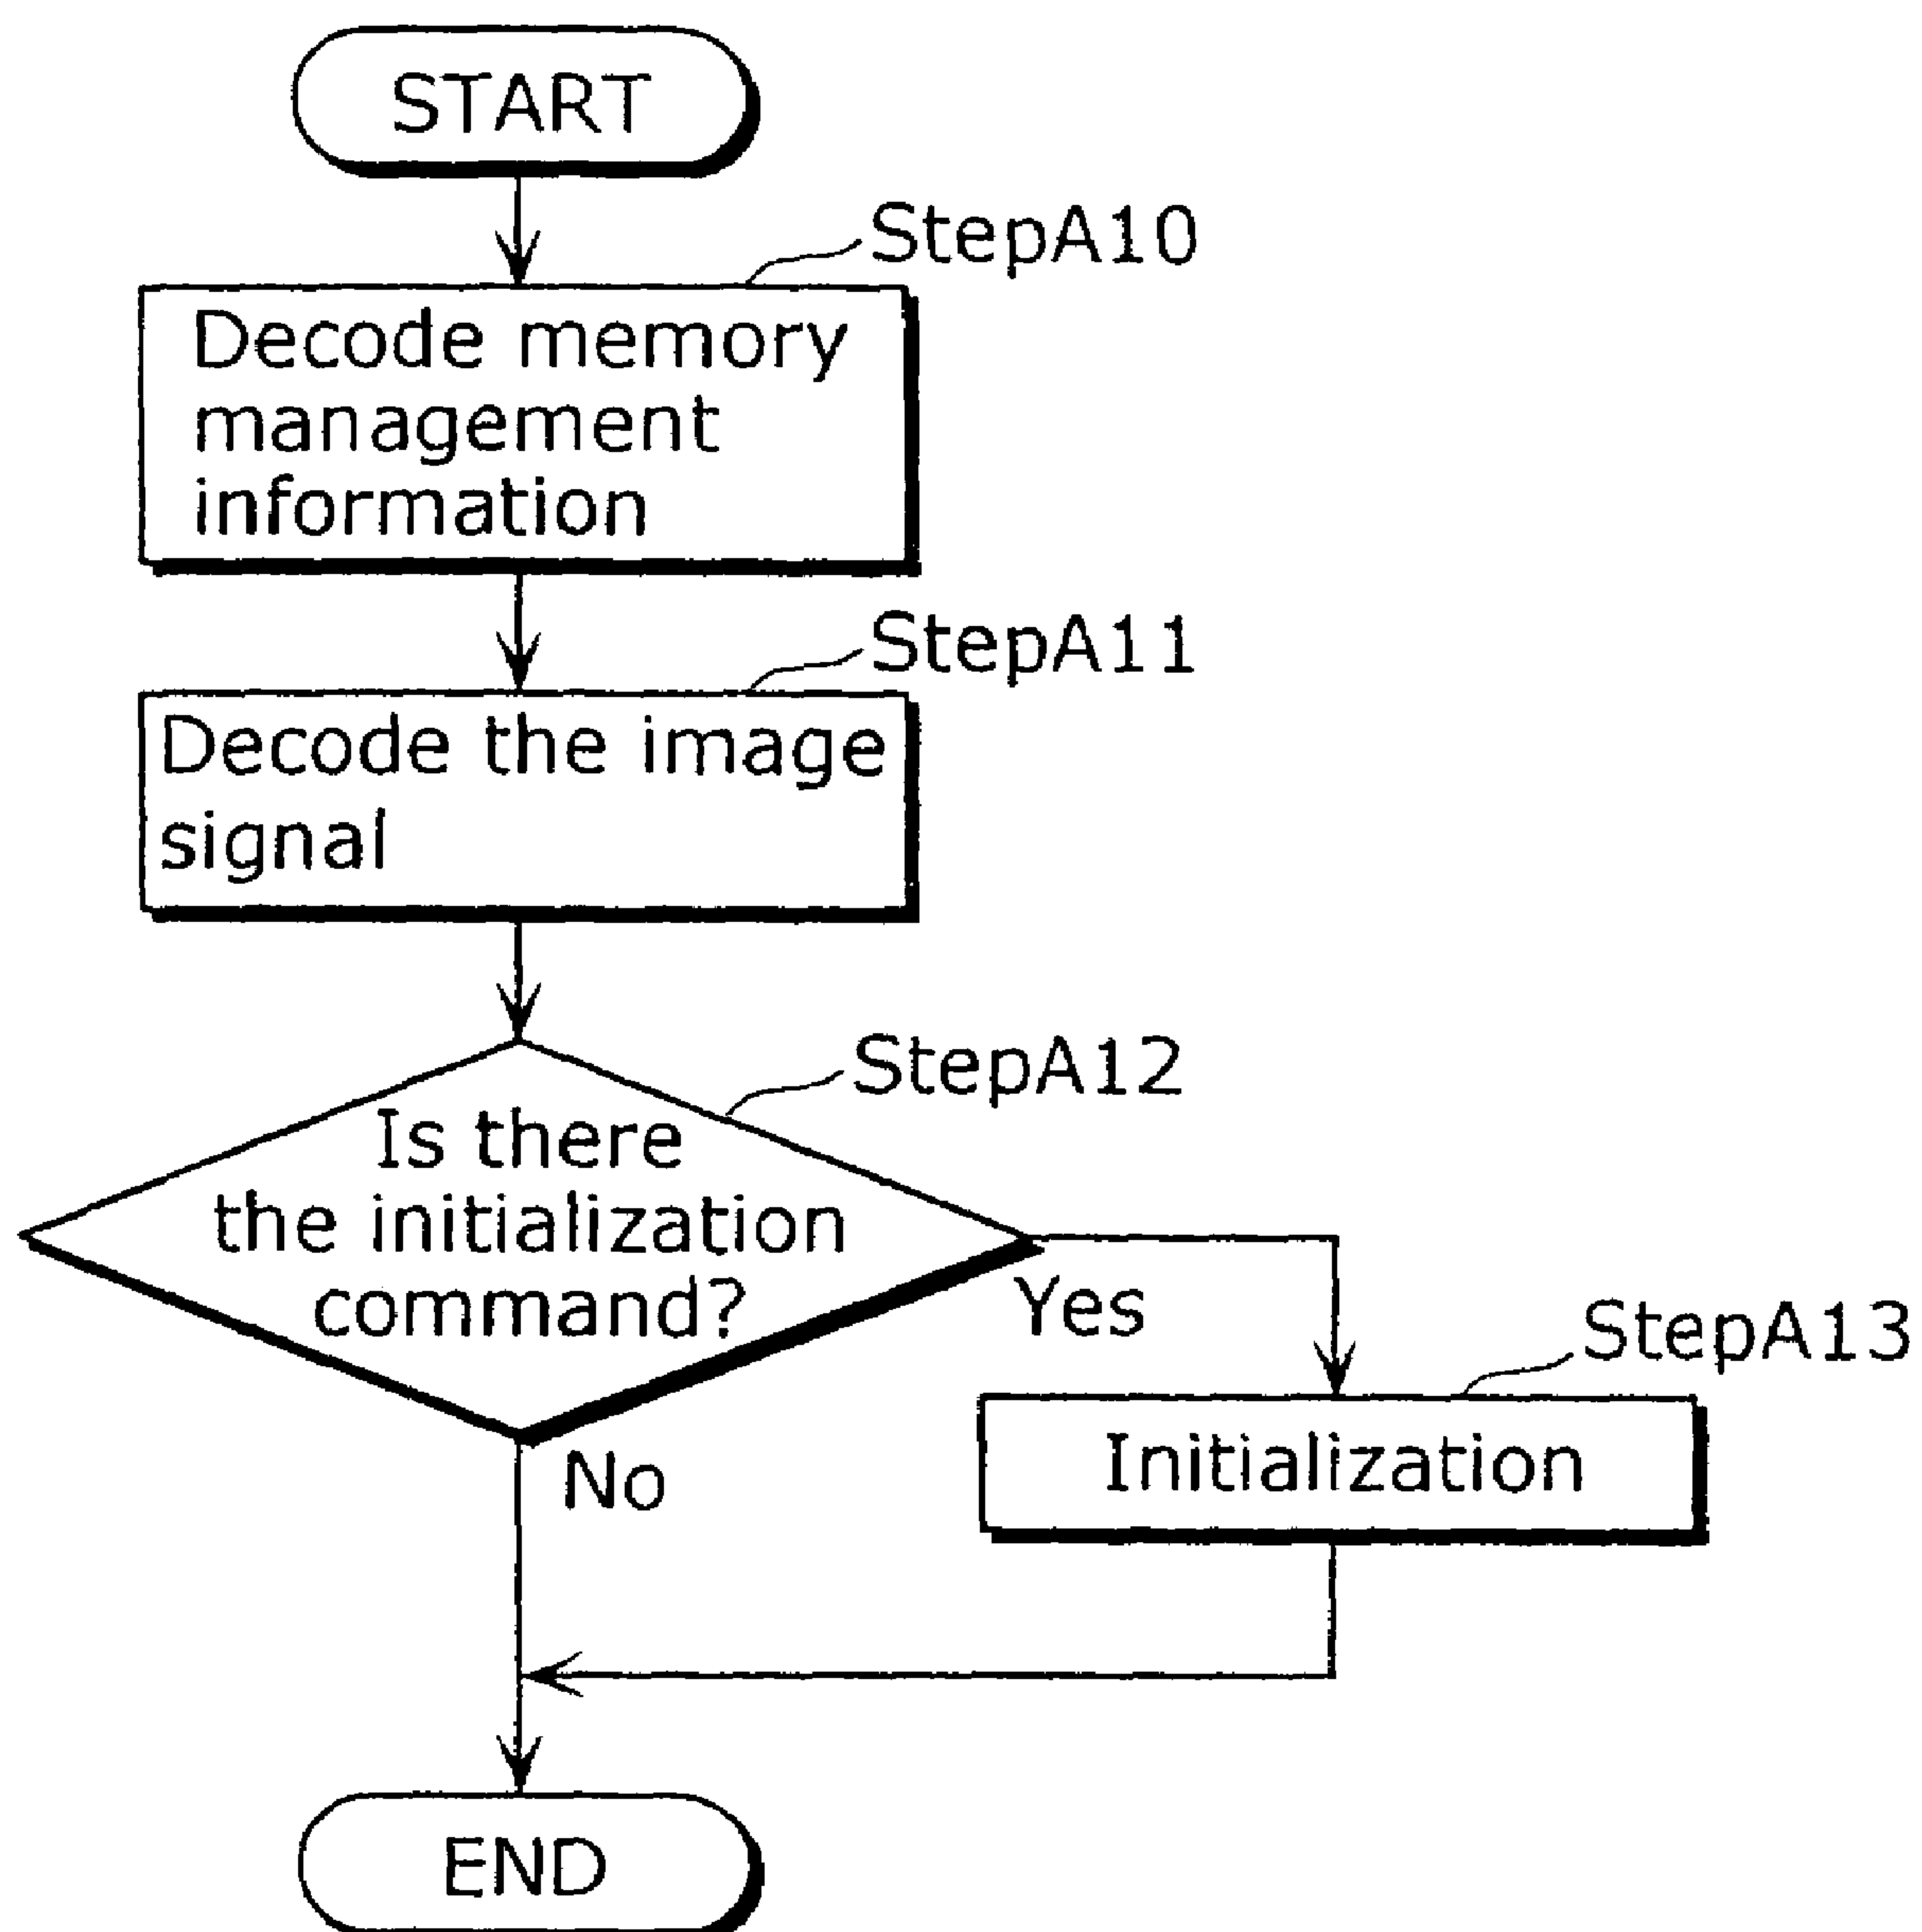 START
StepA10
Decode memory
management
information
StepA11
Decode the image
signal
StepA12
Is there
the initialization
command?
Yes
StepA13
Initialization
No
END